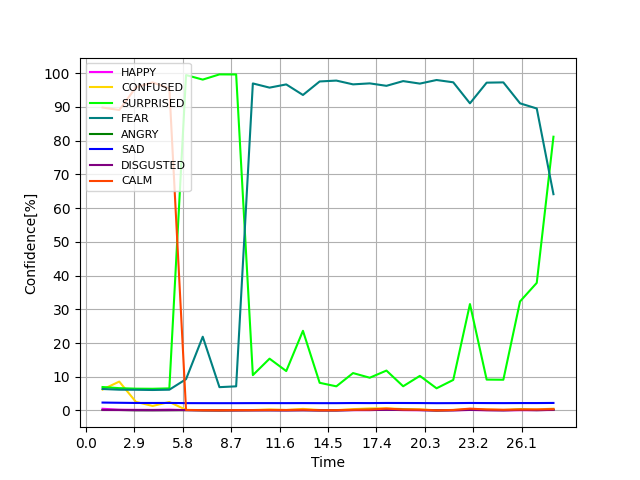 100
90
80
70
60
50
40
30
20
10
0
Confidence[%]
HAPPY
CONFUSED
SURPRISED
FEAR
ANGRY
SAD
DISGUSTED
CALM
0.0 2.9 5.8 8.7 11.6 14.5 17.4 20.3 23.2 26.1
Time